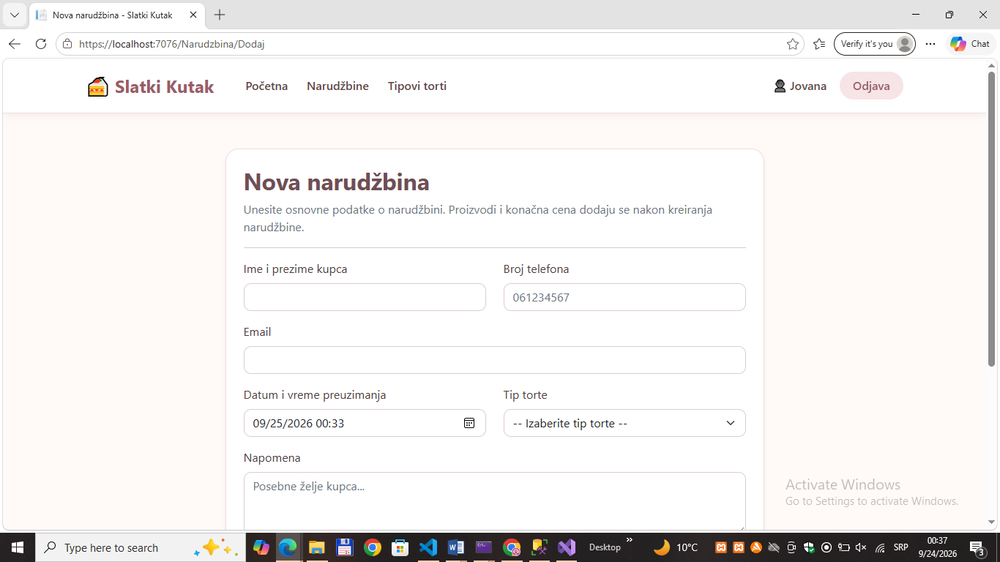 Nova narudžbina - Slatki Kutak
https://localhost:7076/Narudzbina/Dodaj
Verify it's you
Chat
Slatki Kutak
Početna
Narudžbine
Tipovi torti
Jovana
Odjava
Nova narudžbina
Unesite osnovne podatke o narudžbini. Proizvodi i konačna cena dodaju se nakon kreiranja
narudžbine.
Ime i prezime kupca
Broj telefona
061234567
Email
Datum i vreme preuzimanja
Tip torte
09/25/2026 00:33
-- Izaberite tip torte --
Napomena
Posebne želje kupca...
Activate Windows
Go to Settings to activate Windows.
Type here to search
Desktop
10°C
SRP
00:37
9/24/2026
3